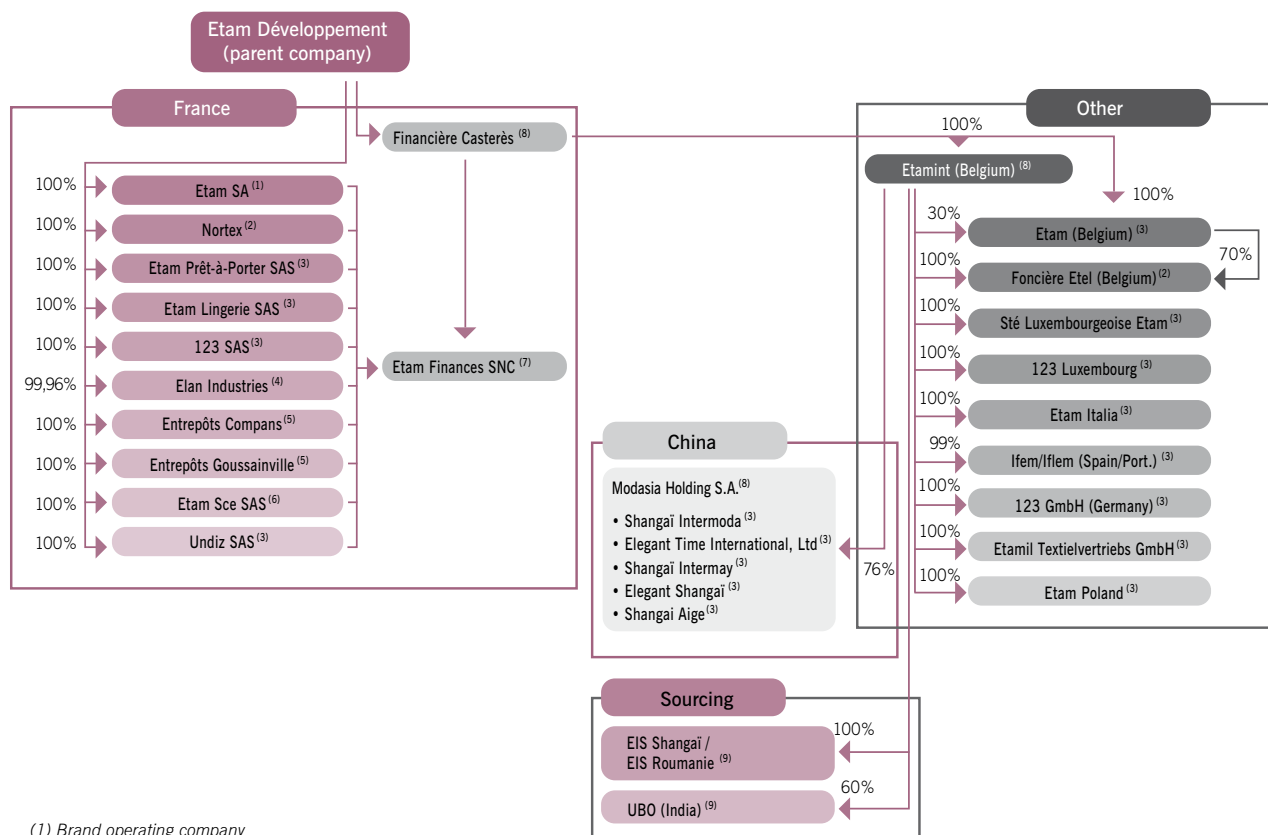 Etam Développement
(parent company)
France
Financière Casterès (8)
100%
Etam SA (1)
100%
Nortex (2)
100%
Etam Prêt-à-Porter SAS (3)
100%
Etam Lingerie SAS (3)
100%
123 SAS (3)
99,96%
Elan Industries (4)
100%
Entrepôts Compans (5)
100%
Entrepôts Goussainville (5)
100%
Etam Sce SAS (6)
100%
Undiz SAS (3)
Etam Finances SNC (7)
Other
100%
Etamint (Belgium) (8)
100%
30%
Etam (Belgium) (3)
70%
100%
Foncière Etel (Belgium) (2)
100%
Sté Luxembourgeoise Etam (3)
100%
123 Luxembourg (3)
100%
Etam Italia (3)
99%
Ifem/Iflem (Spain/Port.) (3)
100%
123 GmbH (Germany) (3)
100%
Etamil Textielvertriebs GmbH (3)
100%
Etam Poland (3)
China
Modasia Holding S.A. (8)
• Shangaï Intermoda (3)
• Elegant Time International, Ltd (3)
• Shangaï Intermay (3)
• Elegant Shangaï (3)
• Shangai Aige (3)
76%
Sourcing
EIS Shangaï /
EIS Roumanie (9)
100%
UBO (India) (9)
60%
(1) Brand operating company